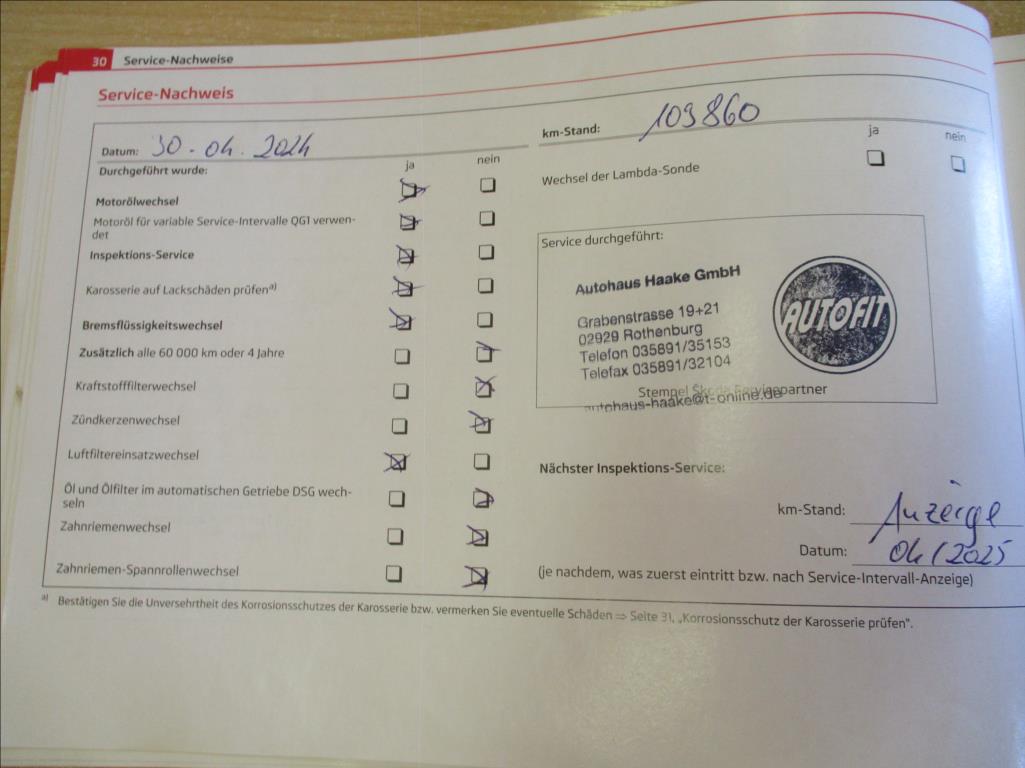 30 Service-Nachweise
Service-Nachweis
Datum: 30.04.2024
ja nein
Durchgeführt wurde:
Motorölwechsel
Motoröl für variable Service-Intervalle QG1 verwen-
det
Inspektions-Service
Karosserie auf Lackschäden prüfen a)
Bremsflüssigkeitswechsel
Zusätzlich alle 60 000 km oder 4 Jahre
Kraftstofffilterwechsel
Zündkerzenwechsel
Luftfiltereinsatzwechsel
Öl und Ölfilter im automatischen Getriebe DSG wech-
seln
Zahnriemenwechsel
Zahnriemen-Spannrollenwechsel
km-Stand: 109860
ja nein
Wechsel der Lambda-Sonde
Service durchgeführt:
Autohaus Haake GmbH
Grabenstrasse 19+21
02929 Rothenburg
Telefon 035891/35153
Telefax 035891/32104
AUTOFIT
Stempel Škoda Servicepartner
autohaus-haake@t-online.de
Nächster Inspektions-Service:
km-Stand: Anzeige
Datum: 04/2025
(je nachdem, was zuerst eintritt bzw. nach Service-Intervall-Anzeige)
a) Bestätigen Sie die Unversehrtheit des Korrosionsschutzes der Karosserie bzw. vermerken Sie eventuelle Schäden ⇒ Seite 31, „Korrosionsschutz der Karosserie prüfen".